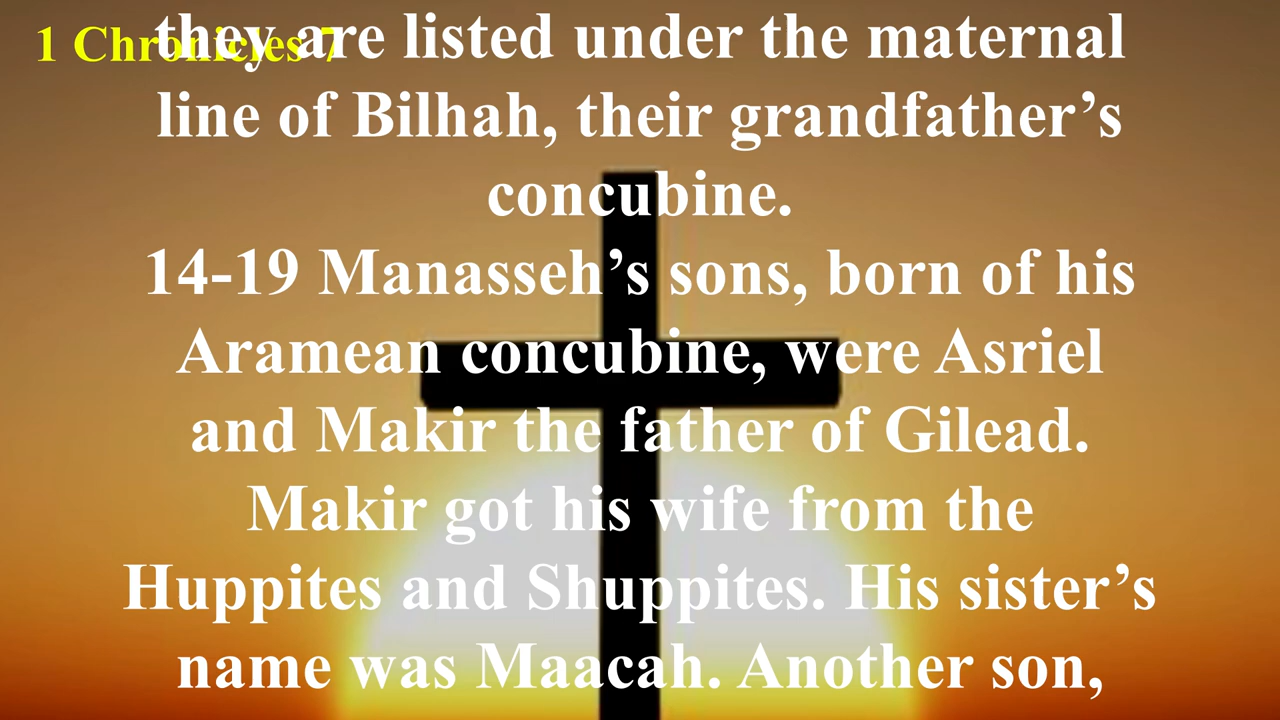 1 Chronicles 7
they are listed under the maternal
line of Bilhah, their grandfather’s
concubine.
14-19 Manasseh’s sons, born of his
Aramean concubine, were Asriel
and Makir the father of Gilead.
Makir got his wife from the
Huppites and Shuppites. His sister’s
name was Maacah. Another son,